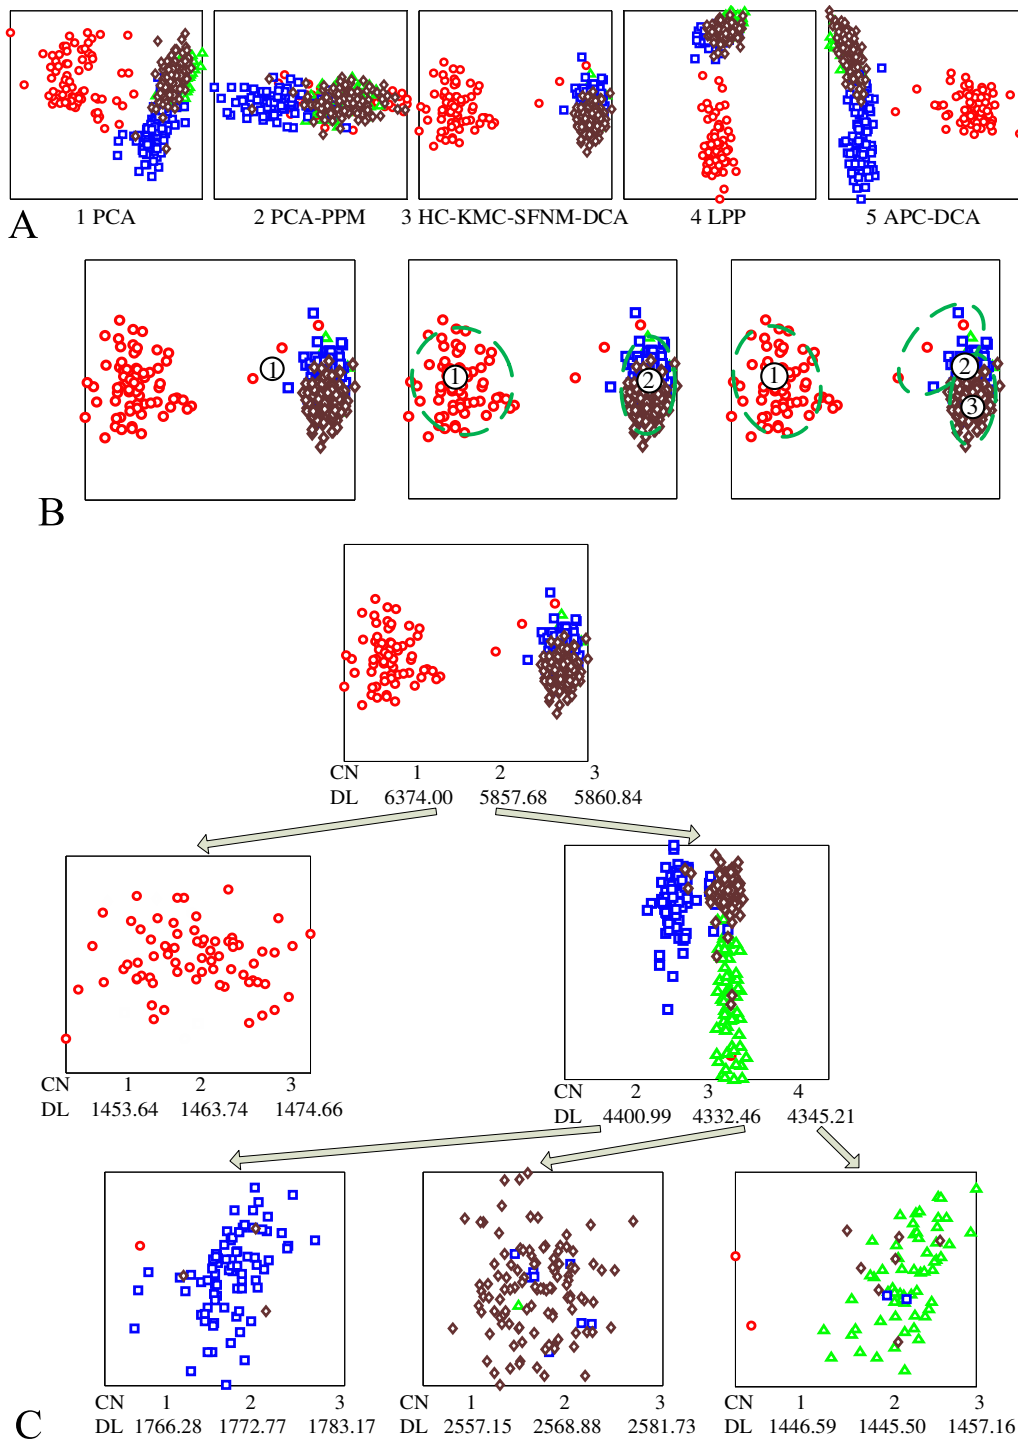 1 PCA 2 PCA-PPM 3 HC-KMC-SFNM-DCA 4 LPP 5 APC-DCA
A
1 1 2 1 2 3
B
CN 1 2 3
DL 6374.00 5857.68 5860.84
CN 1 2 3
DL 1453.64 1463.74 1474.66
CN 2 3 4
DL 4400.99 4332.46 4345.21
CN 1 2 3
DL 1766.28 1772.77 1783.17
CN 1 2 3
DL 2557.15 2568.88 2581.73
CN 1 2 3
DL 1446.59 1445.50 1457.16
C